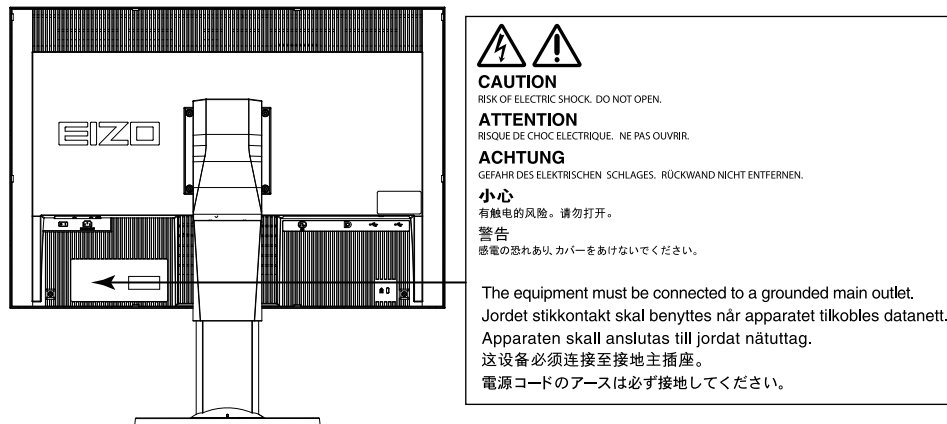 EIZO
CAUTION
RISK OF ELECTRIC SHOCK. DO NOT OPEN.
ATTENTION
RISQUE DE CHOC ELECTRIQUE. NE PAS OUVRIR.
ACHTUNG
GEFAHR DES ELEKTRISCHEN SCHLAGES. RÜCKWAND NICHT ENTFERNEN.
小心
有触电的风险。请勿打开。
警告
感電の恐れあり、カバーをあけないでください。
The equipment must be connected to a grounded main outlet.
Jordet stikkontakt skal benyttes når apparatet tilkobles datanett.
Apparaten skall anslutas till jordat nätuttag.
这设备必须连接至接地主插座。
電源コードのアースは必ず接地してください。